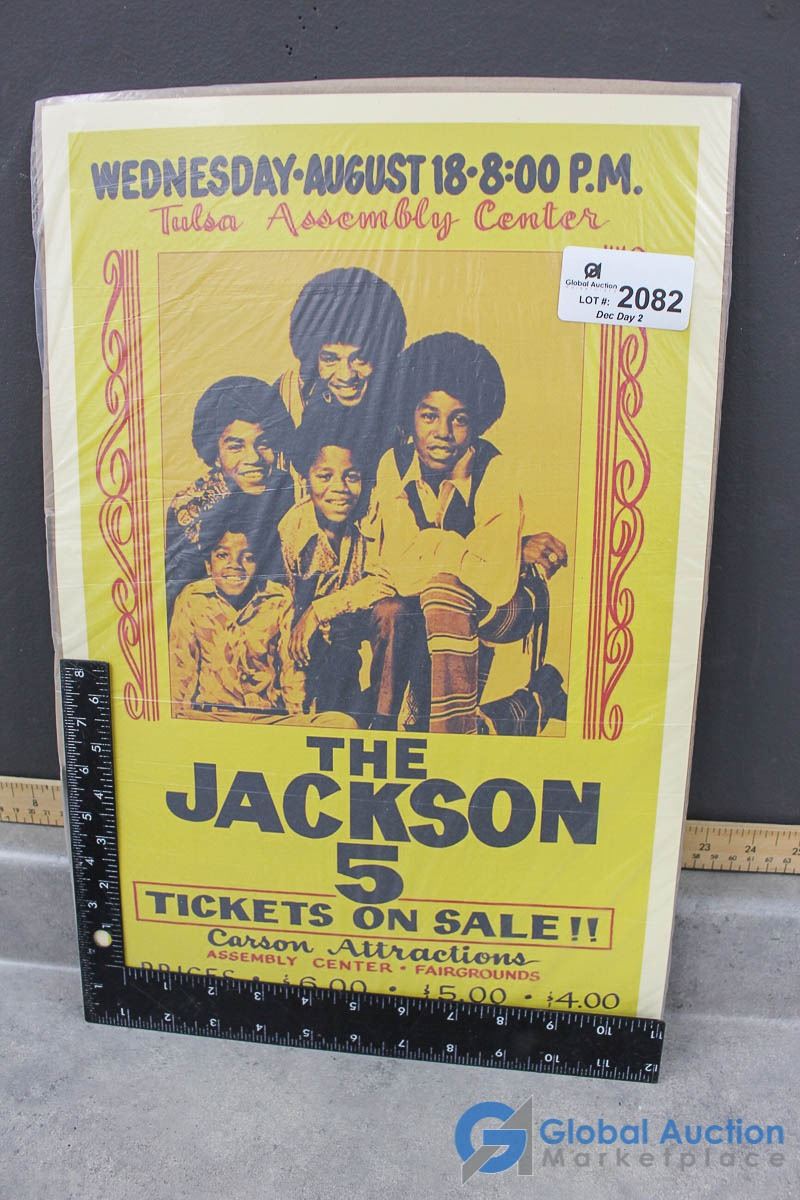 WEDNESDAY·AUGUST 18·8:00 P.M.
Tulsa Assembly Center
Global Auction
LOT #: 2082
Dec Day 2
THE
JACKSON
5
TICKETS ON SALE!!
Carson Attractions
ASSEMBLY CENTER · FAIRGROUNDS
PRICES · $6.00 · $5.00 · $4.00
Global Auction
Marketplace